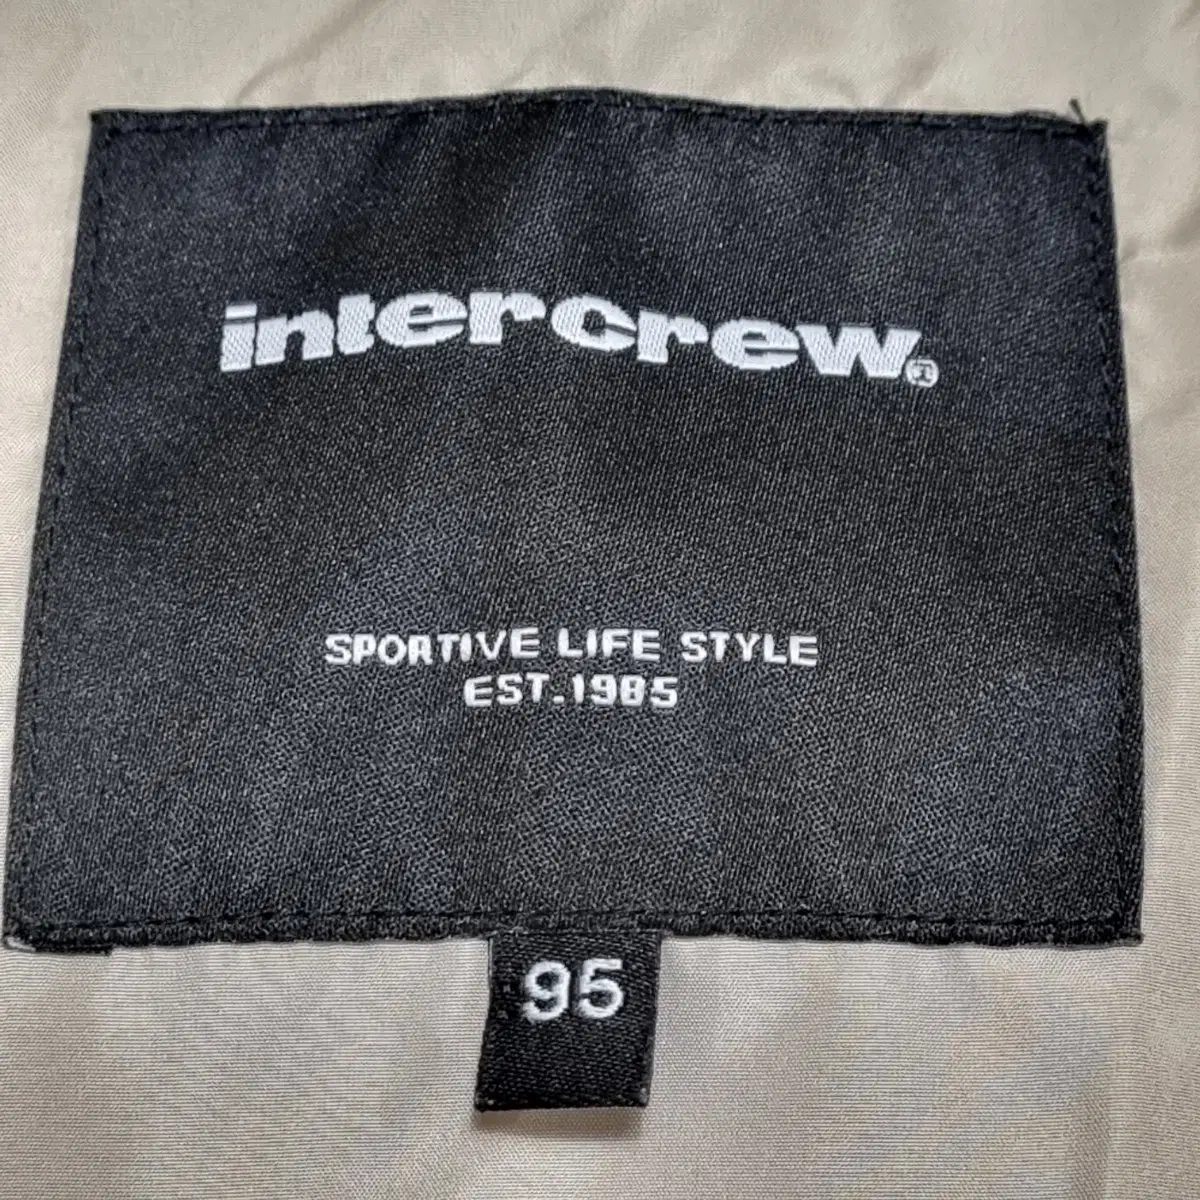 intercrew®
SPORTIVE LIFE STYLE
EST.1985
95